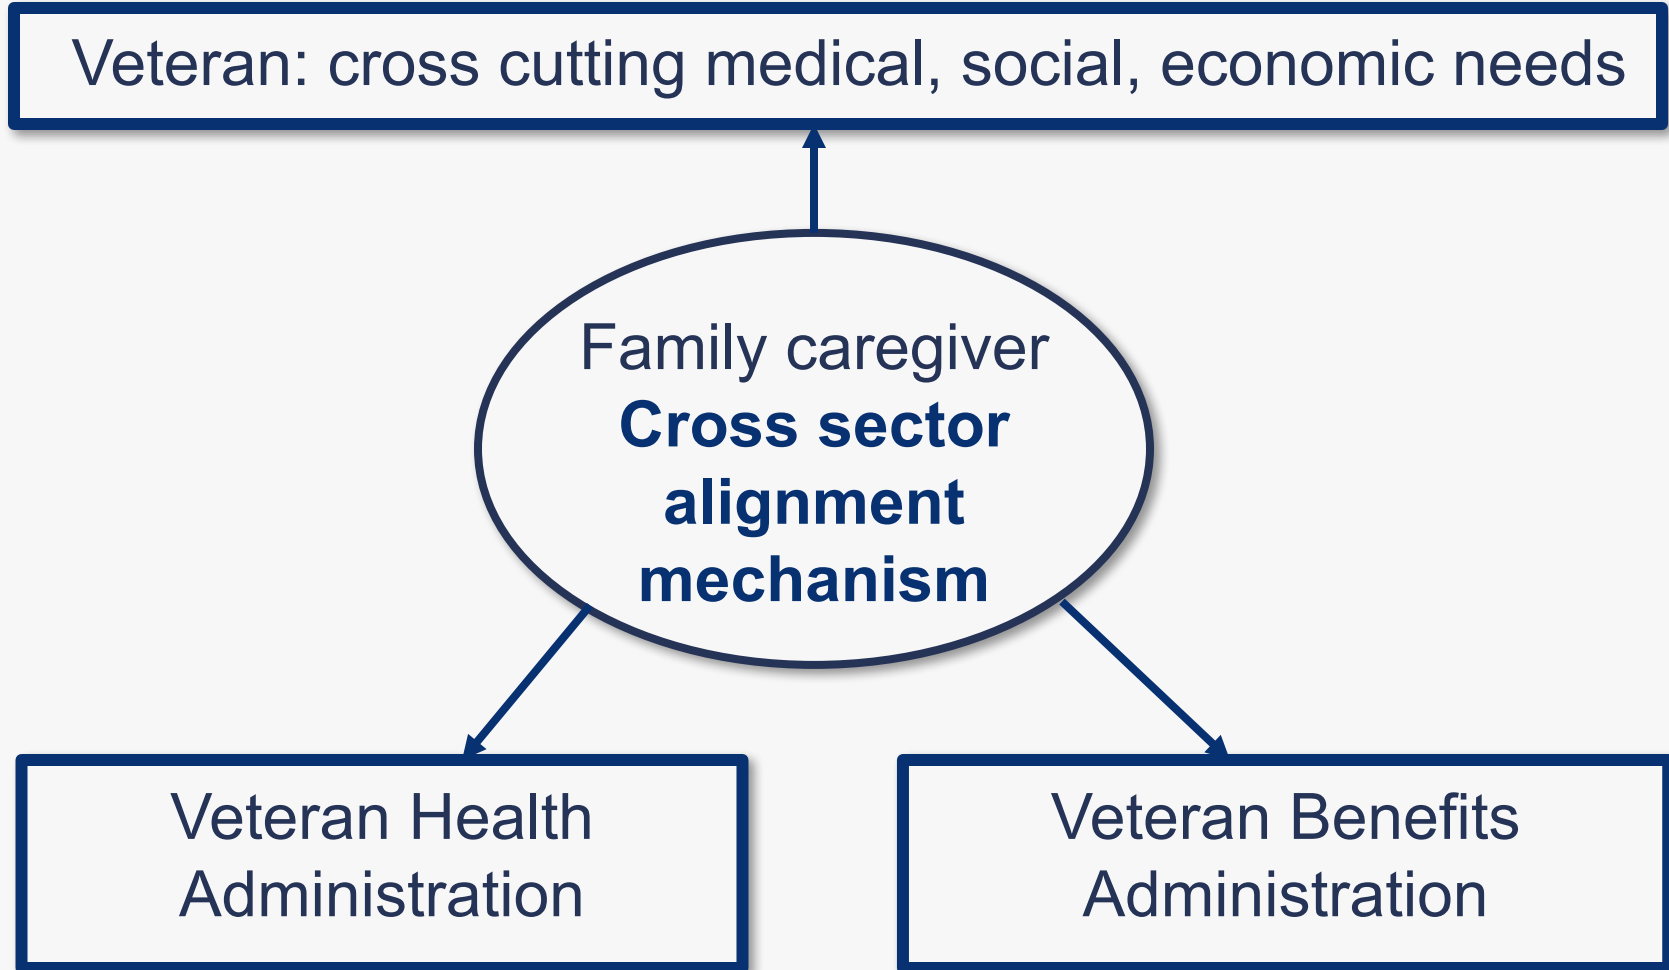 Veteran: cross cutting medical, social, economic needs
Family caregiver
Cross sector
alignment
mechanism
Veteran Health
Administration
Veteran Benefits
Administration